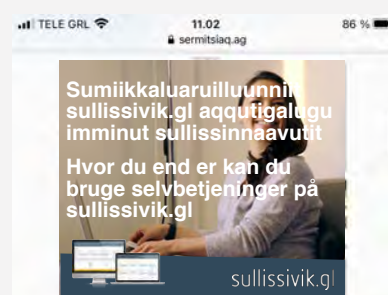 TELE GRL 11.02 86 %
sermitsiaq.ag
Sumiikkaluaruilluunniit
sullissivik.gl aqqutigalugu
imminut sullissinnaavutit
Hvor du end er kan du
bruge selvbetjeninger på
sullissivik.gl
sullissivik.gl